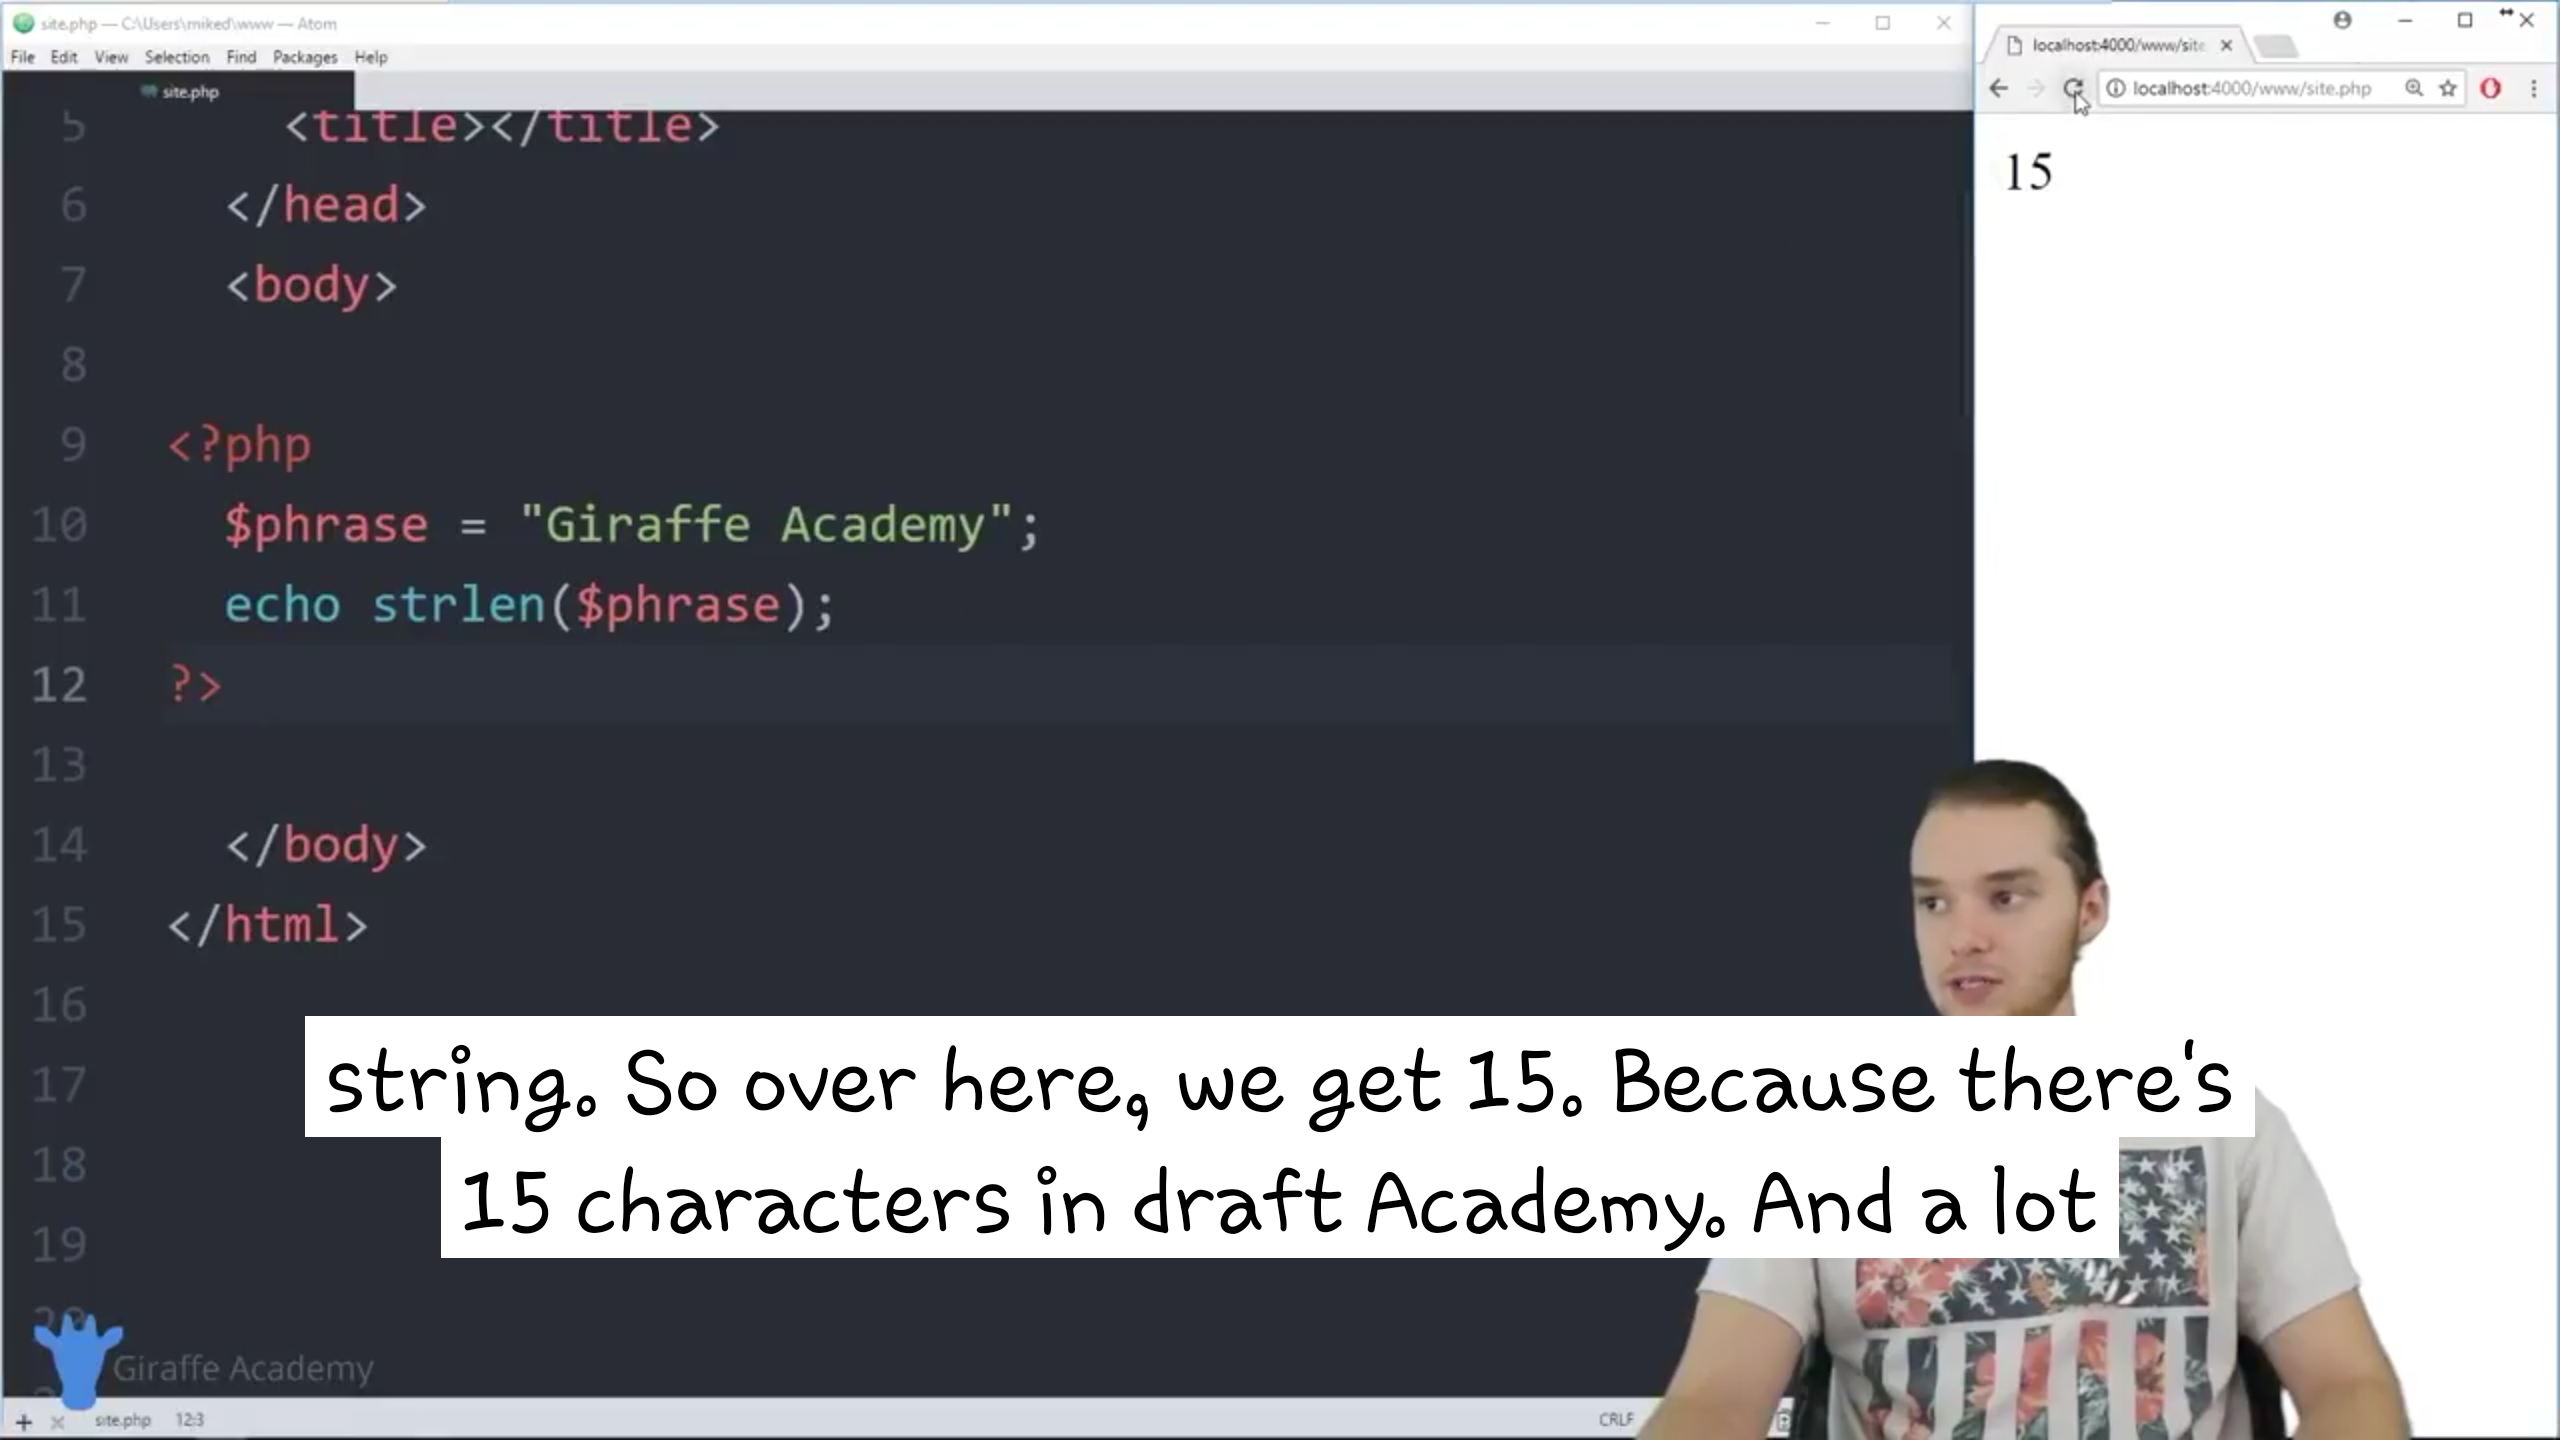 site.php — C:\Users\miked\www — Atom
File Edit View Selection Find Packages Help
site.php
5 <title></title>
6 </head>
7 <body>
8
9 <?php
10 $phrase = "Giraffe Academy";
11 echo strlen($phrase);
12 ?>
13
14 </body>
15 </html>
16
17
18
19
Giraffe Academy
site.php 12:3
CRLF
localhost:4000/www/site
localhost:4000/www/site.php
15
string. So over here, we get 15. Because there's
15 characters in draft Academy. And a lot